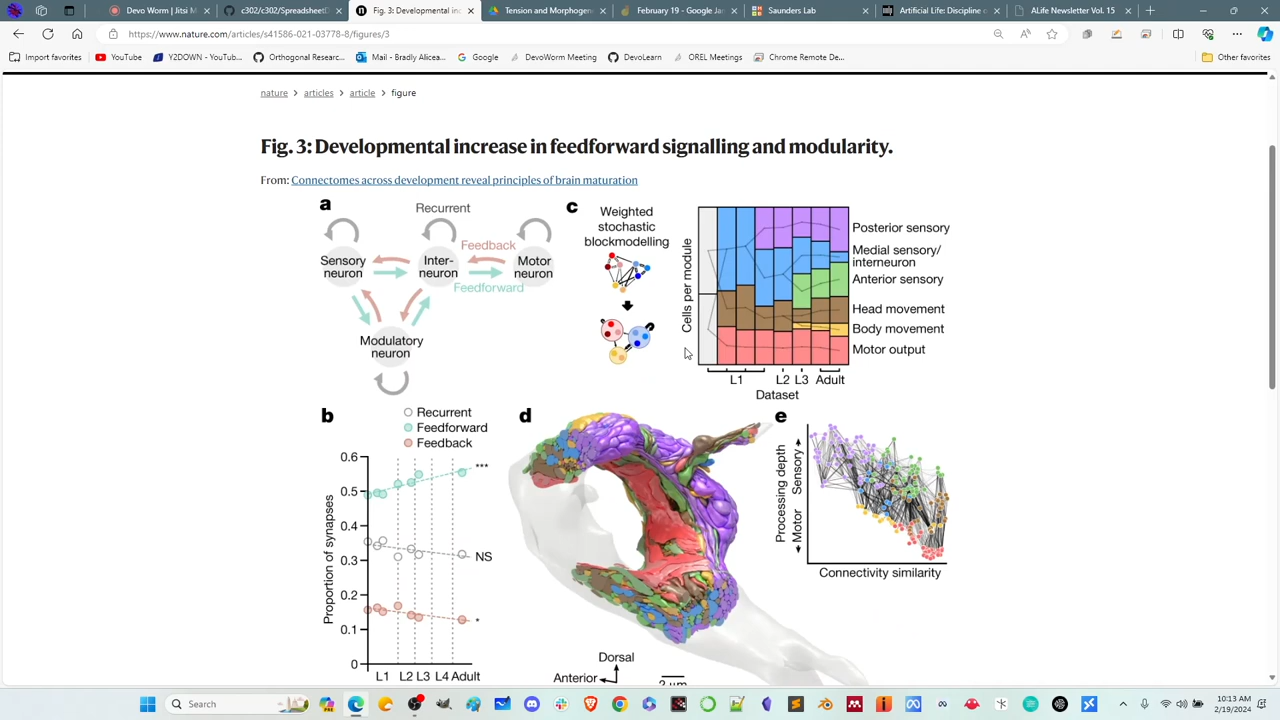 Dev Worm | Jitsi M
c302/c302/Spreadsheet
Fig. 3: Developmental inc
Tension and Morphogen
February 19 - Jan
Saunders Lab
Artificial Life: Discipline o
ALife Newsletter Vol. 15
https://www.nature.com/articles/s41586-021-03778-8/figures/3
Import favorites
YouTube
Y2DOWN - YouTub...
Orthogonal Researc...
Mail - Bradly Alicea...
Google
DevoWorm Meeting
DevoLearn
OREL Meetings
Chrome Remote De...
Other favorites
nature > articles > article > figure
Fig. 3: Developmental increase in feedforward signalling and modularity.
From: Connectomes across development reveal principles of brain maturation
a
Recurrent
Sensory neuron
Inter-neuron
Motor neuron
Feedback
Feedforward
Modulatory neuron
c
Weighted
stochastic
blockmodelling
Cells per module
Posterior sensory
Medial sensory/
interneuron
Anterior sensory
Head movement
Body movement
Motor output
L1 L2 L3 Adult
Dataset
b
Recurrent
Feedforward
Feedback
Proportion of synapses
0.6
0.5
0.4
0.3
0.2
0.1
0
***
NS
*
L1 L2 L3 L4 Adult
d
Dorsal
Anterior
2 μm
e
Processing depth
Motor Sensory
Connectivity similarity
Search
10:13 AM
2/19/2024